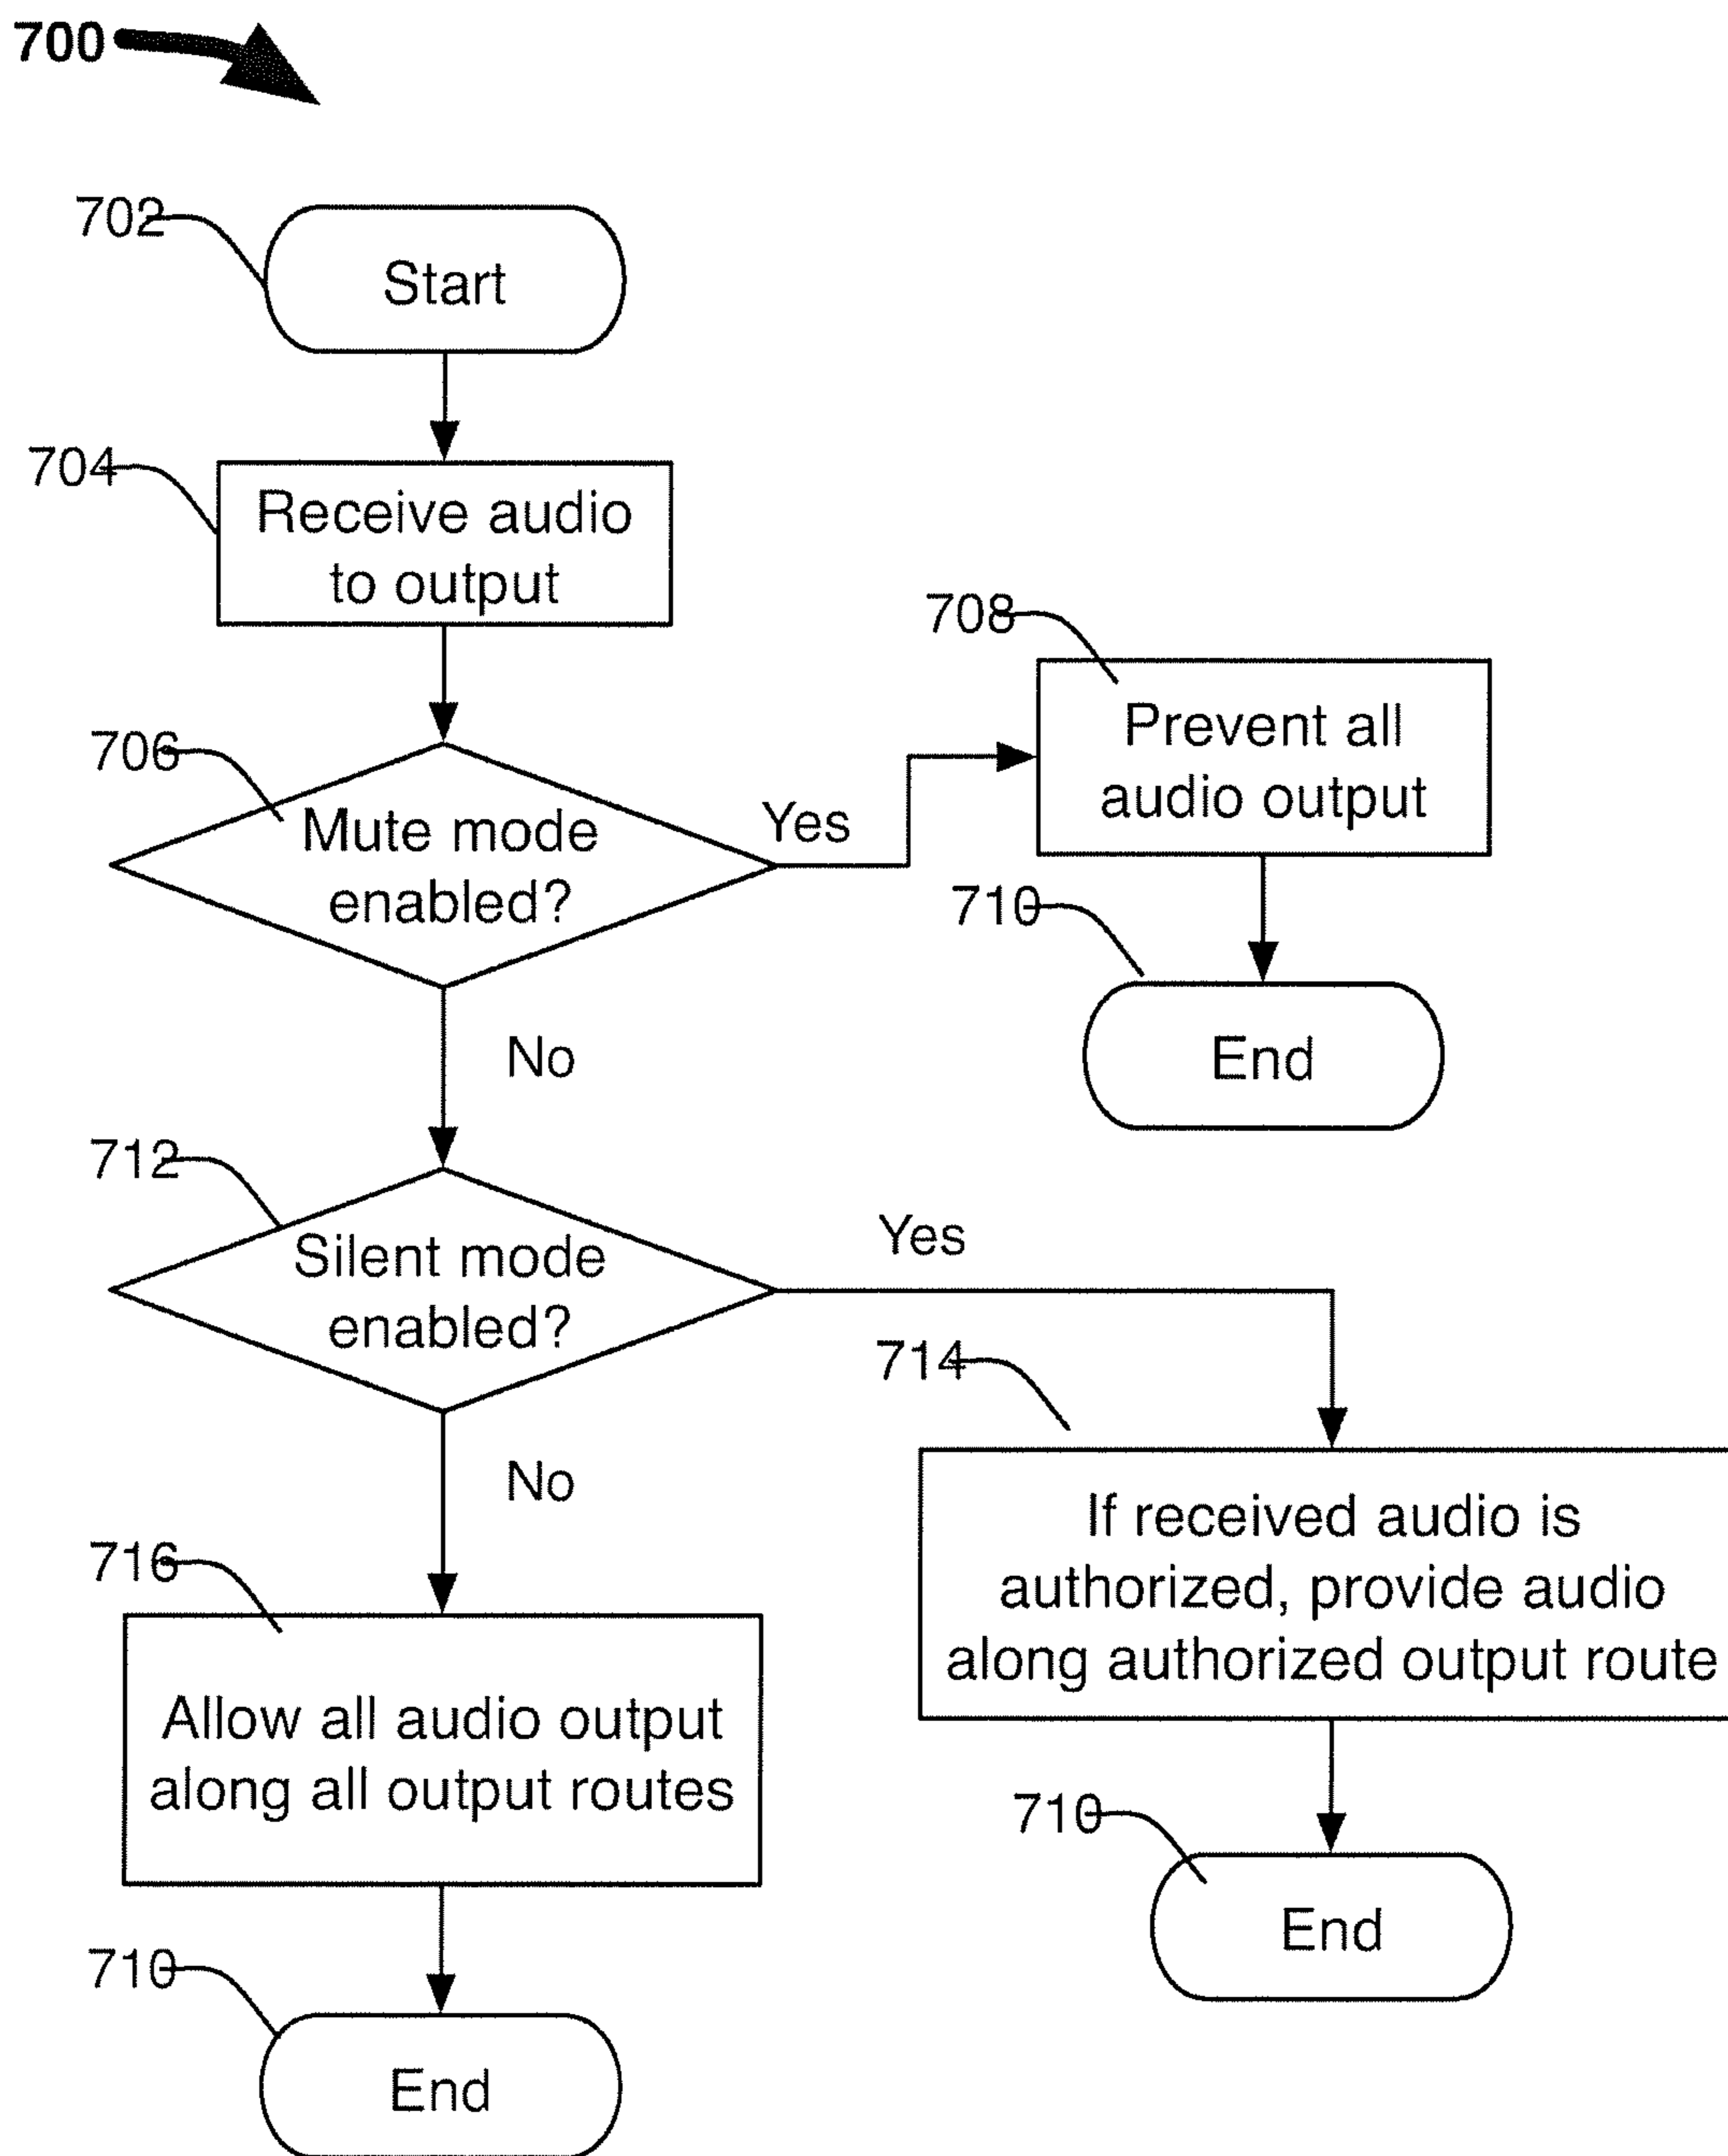 700
702
Start
704
Receive audio
to output
706
Mute mode
enabled?
Yes
708
Prevent all
audio output
710
End
No
712
Silent mode
enabled?
Yes
714
If received audio is
authorized, provide audio
along authorized output route
710
End
No
716
Allow all audio output
along all output routes
710
End